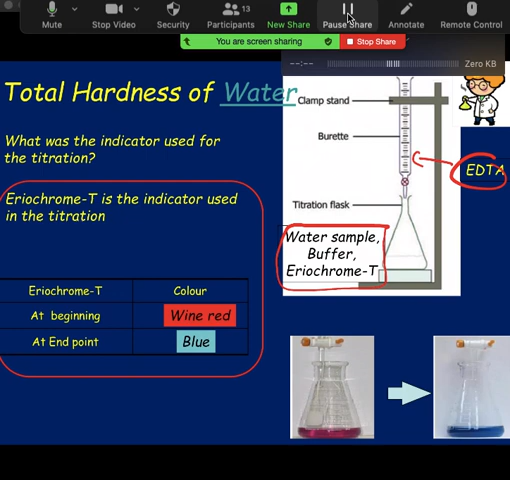 Mute
Stop Video
Security
Participants
13
New Share
Pause Share
Annotate
Remote Control
You are screen sharing
Stop Share
--:--
Zero KB
Total Hardness of Water
What was the indicator used for
the titration?
Eriochrome-T is the indicator used
in the titration
Eriochrome-T Colour
At beginning Wine red
At End point Blue
Clamp stand
Burette
EDTA
Titration flask
Water sample,
Buffer,
Eriochrome-T